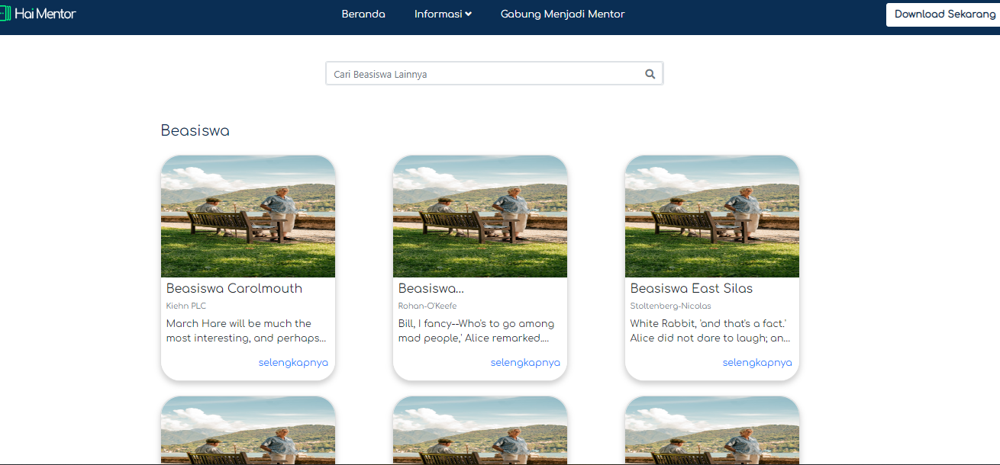 Hai Mentor
Beranda
Informasi
Gabung Menjadi Mentor
Download Sekarang
Cari Beasiswa Lainnya
Beasiswa
Beasiswa Carolmouth
Kiehn PLC
March Hare will be much the
most interesting, and perhaps...
selengkapnya
Beasiswa...
Rohan-O'Keefe
Bill, I fancy--Who's to go among
mad people,' Alice remarked....
selengkapnya
Beasiswa East Silas
Stoltenberg-Nicolas
White Rabbit, 'and that's a fact.'
Alice did not dare to laugh; an...
selengkapnya